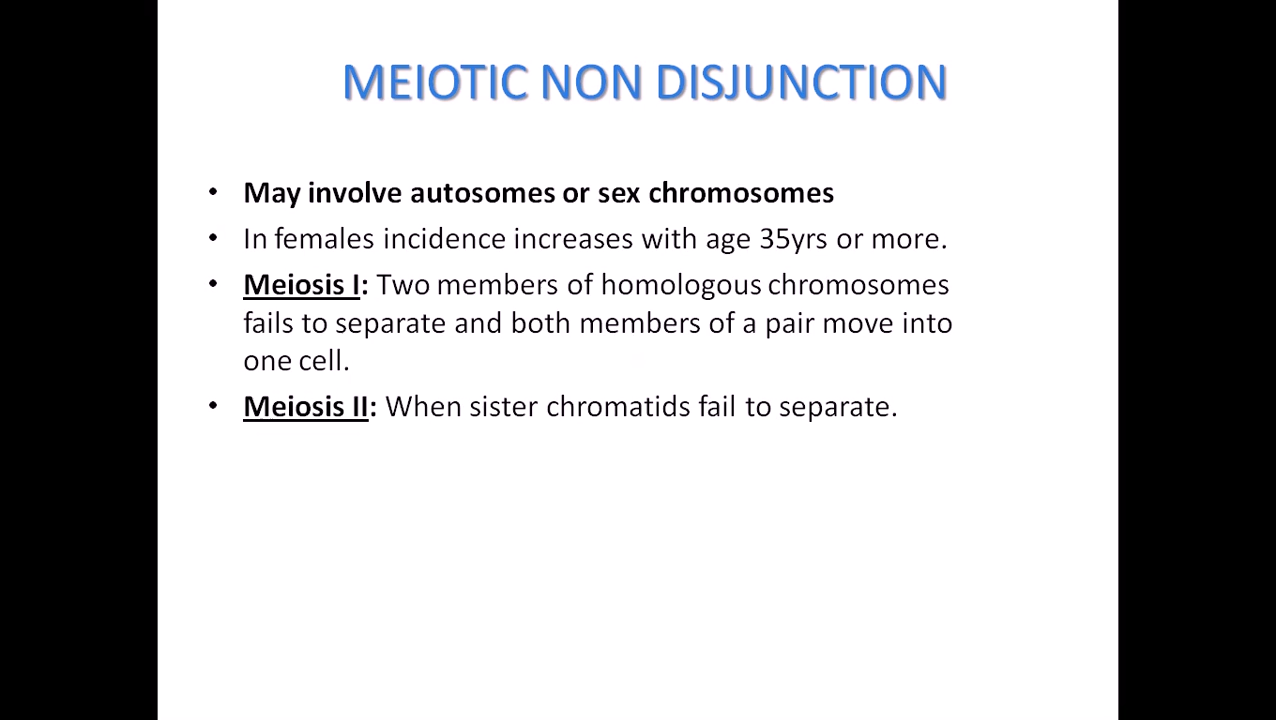 MEIOTIC NON DISJUNCTION
• May involve autosomes or sex chromosomes
• In females incidence increases with age 35yrs or more.
• Meiosis I: Two members of homologous chromosomes
fails to separate and both members of a pair move into
one cell.
• Meiosis II: When sister chromatids fail to separate.